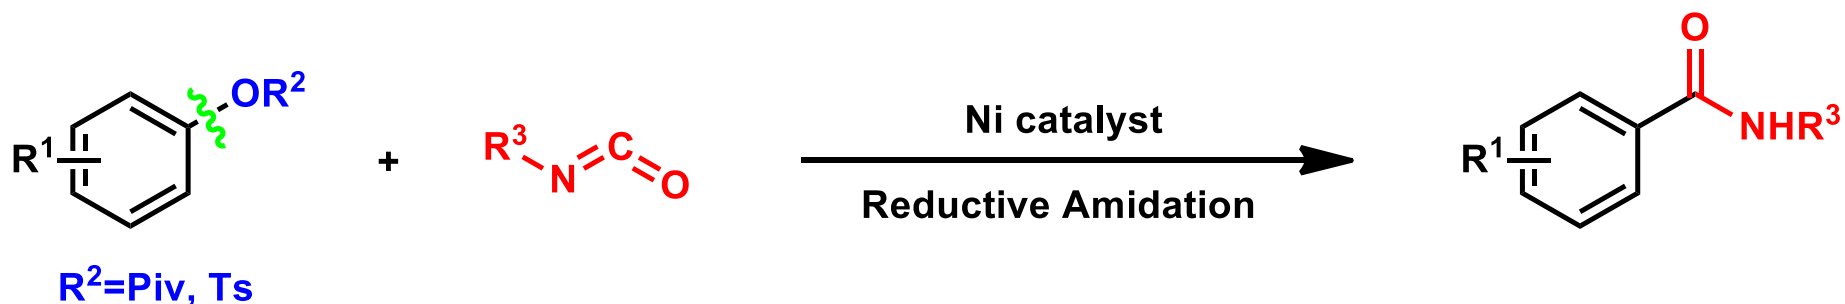 OR²
R¹
R²=Piv, Ts
+
R³
N
C
O
Ni catalyst
Reductive Amidation
O
NHR³
R¹